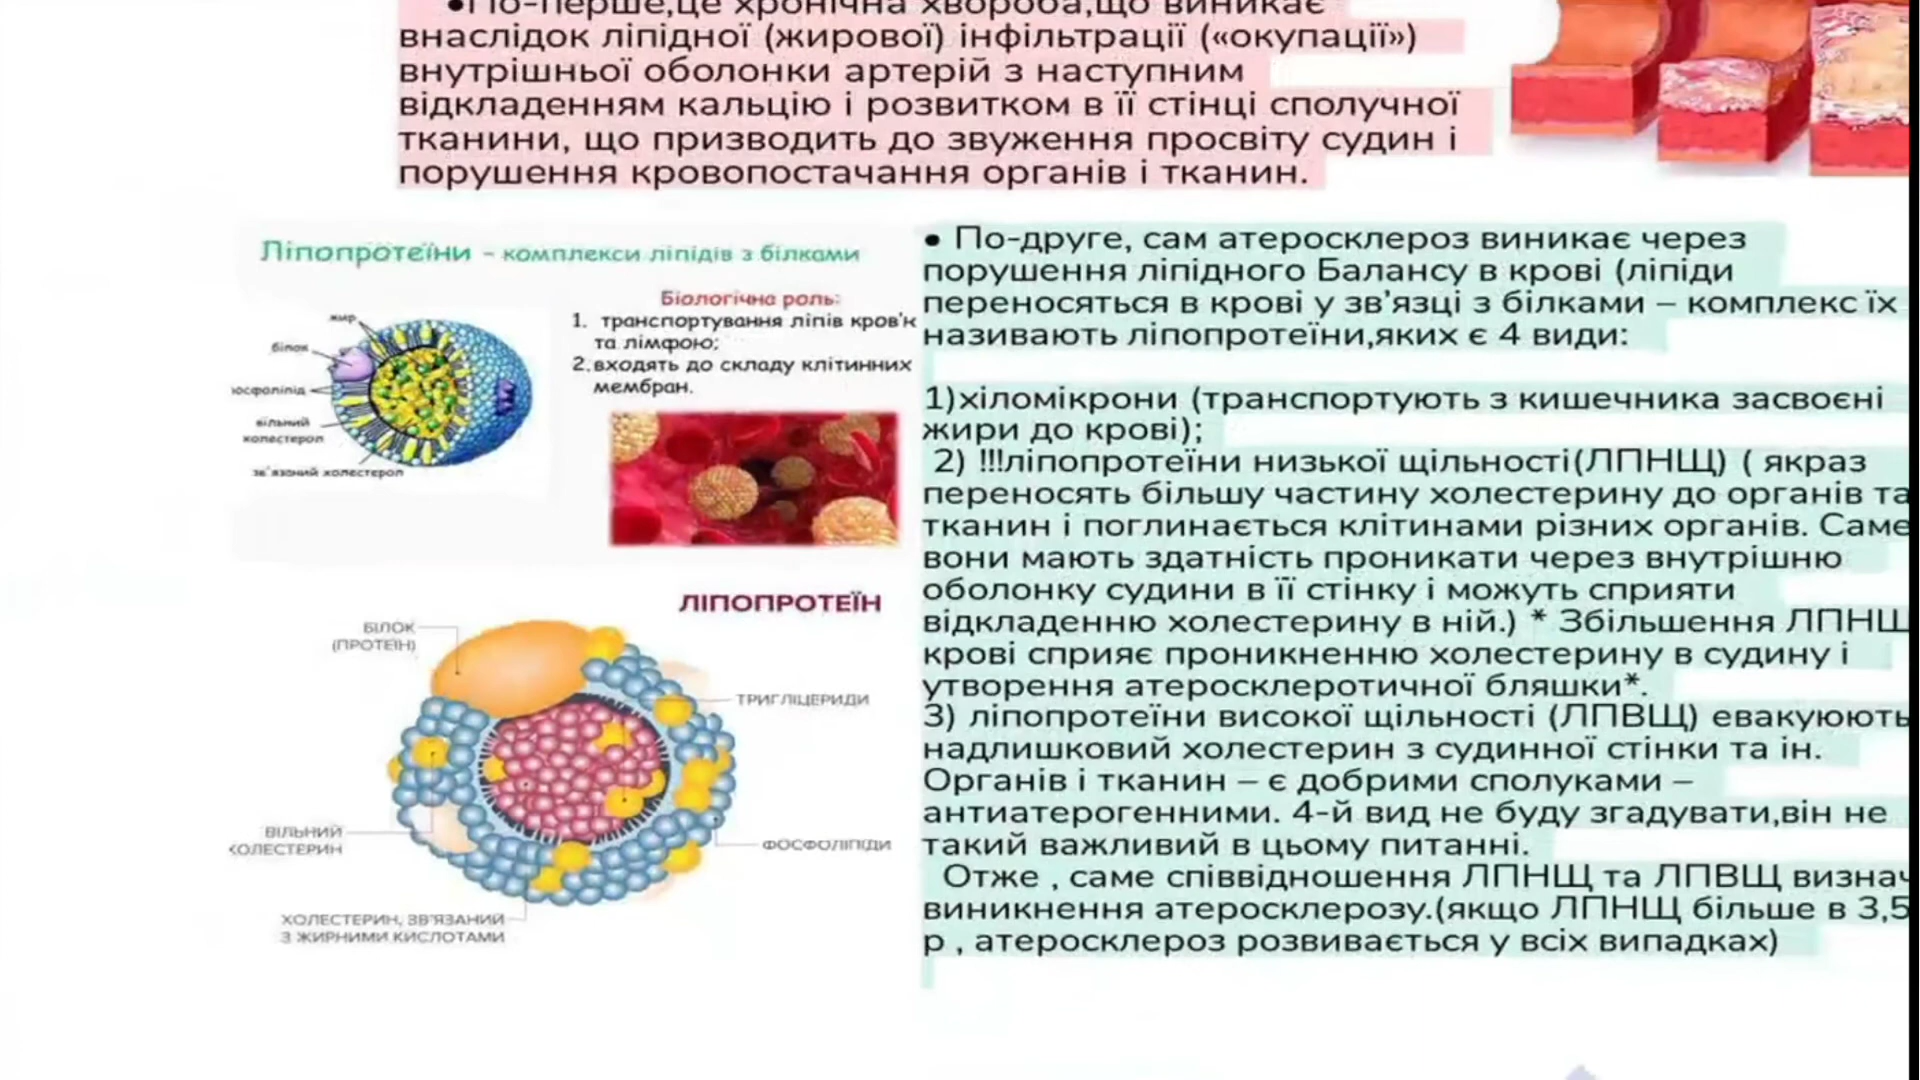 •По-перше,це хронічна хвороба,що виникає
внаслідок ліпідної (жирової) інфільтрації («окупації»)
внутрішньої оболонки артерій з наступним
відкладенням кальцію і розвитком в її стінці сполучної
тканини, що призводить до звуження просвіту судин і
порушення кровопостачання органів і тканин.
Ліпопротеїни - комплекси ліпідів з білками
Біологічна роль:
1. транспортування ліпів кров'ю
та лімфою;
2.входять до складу клітинних
мембран.
жир
білок
фосфоліпід
вільний
холестерол
зв'язаний холестерол
ЛІПОПРОТЕЇН
БІЛОК
(ПРОТЕЇН)
ТРИГЛІЦЕРИДИ
ВІЛЬНИЙ
ХОЛЕСТЕРИН
ФОСФОЛІПІДИ
ХОЛЕСТЕРИН, ЗВ'ЯЗАНИЙ
З ЖИРНИМИ КИСЛОТАМИ
• По-друге, сам атеросклероз виникає через
порушення ліпідного Балансу в крові (ліпіди
переносяться в крові у зв’язці з білками – комплекс їх
називають ліпопротеїни,яких є 4 види:
1)хіломікрони (транспортують з кишечника засвоєні
жири до крові);
2) !!!ліпопротеїни низької щільності(ЛПНЩ) ( якраз
переносять більшу частину холестерину до органів та
тканин і поглинається клітинами різних органів. Саме
вони мають здатність проникати через внутрішню
оболонку судини в її стінку і можуть сприяти
відкладенню холестерину в ній.) * Збільшення ЛПНЩ
крові сприяє проникненню холестерину в судину і
утворення атеросклеротичної бляшки*.
3) ліпопротеїни високої щільності (ЛПВЩ) евакуюють
надлишковий холестерин з судинної стінки та ін.
Органів і тканин – є добрими сполуками –
антиатерогенними. 4-й вид не буду згадувати,він не
такий важливий в цьому питанні.
Отже , саме співвідношення ЛПНЩ та ЛПВЩ визнач
виникнення атеросклерозу.(якщо ЛПНЩ більше в 3,5
р , атеросклероз розвивається у всіх випадках)